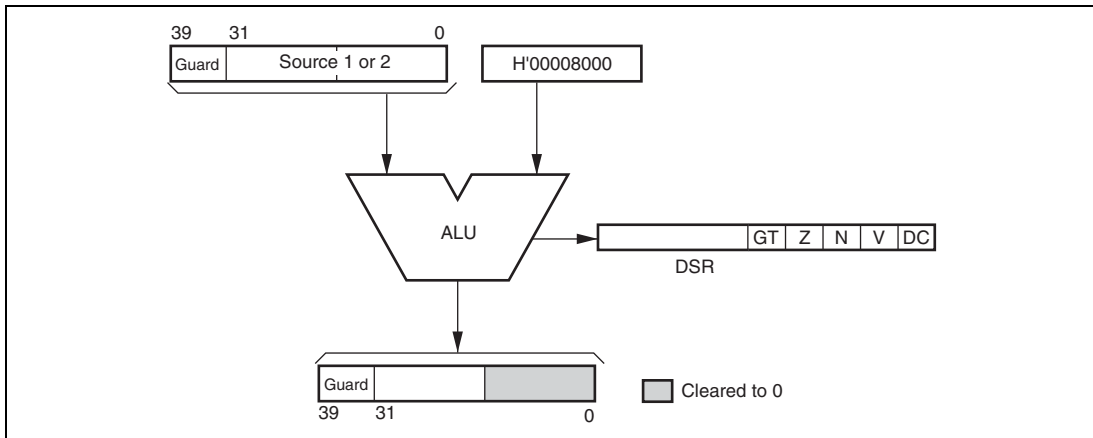 39 31 0
Guard Source 1 or 2 H'00008000
ALU
GT Z N V DC
DSR
Guard
Cleared to 0
39 31 0